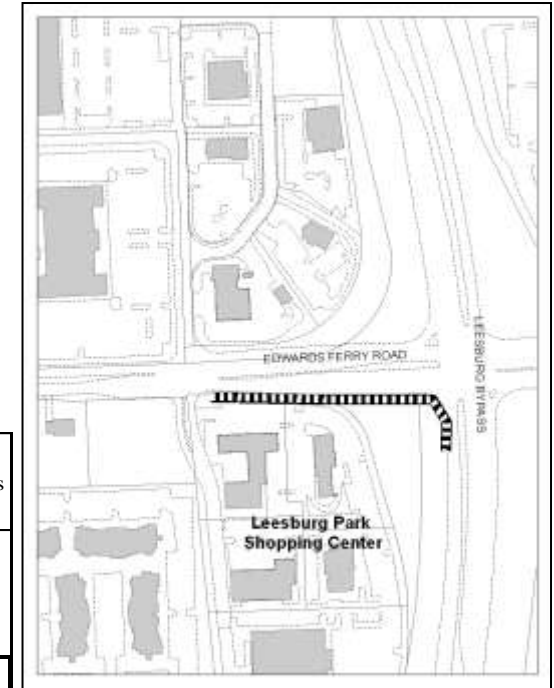 EDWARDS FERRY ROAD
LEESBURG BYPASS
Leesburg Park
Shopping Center
s